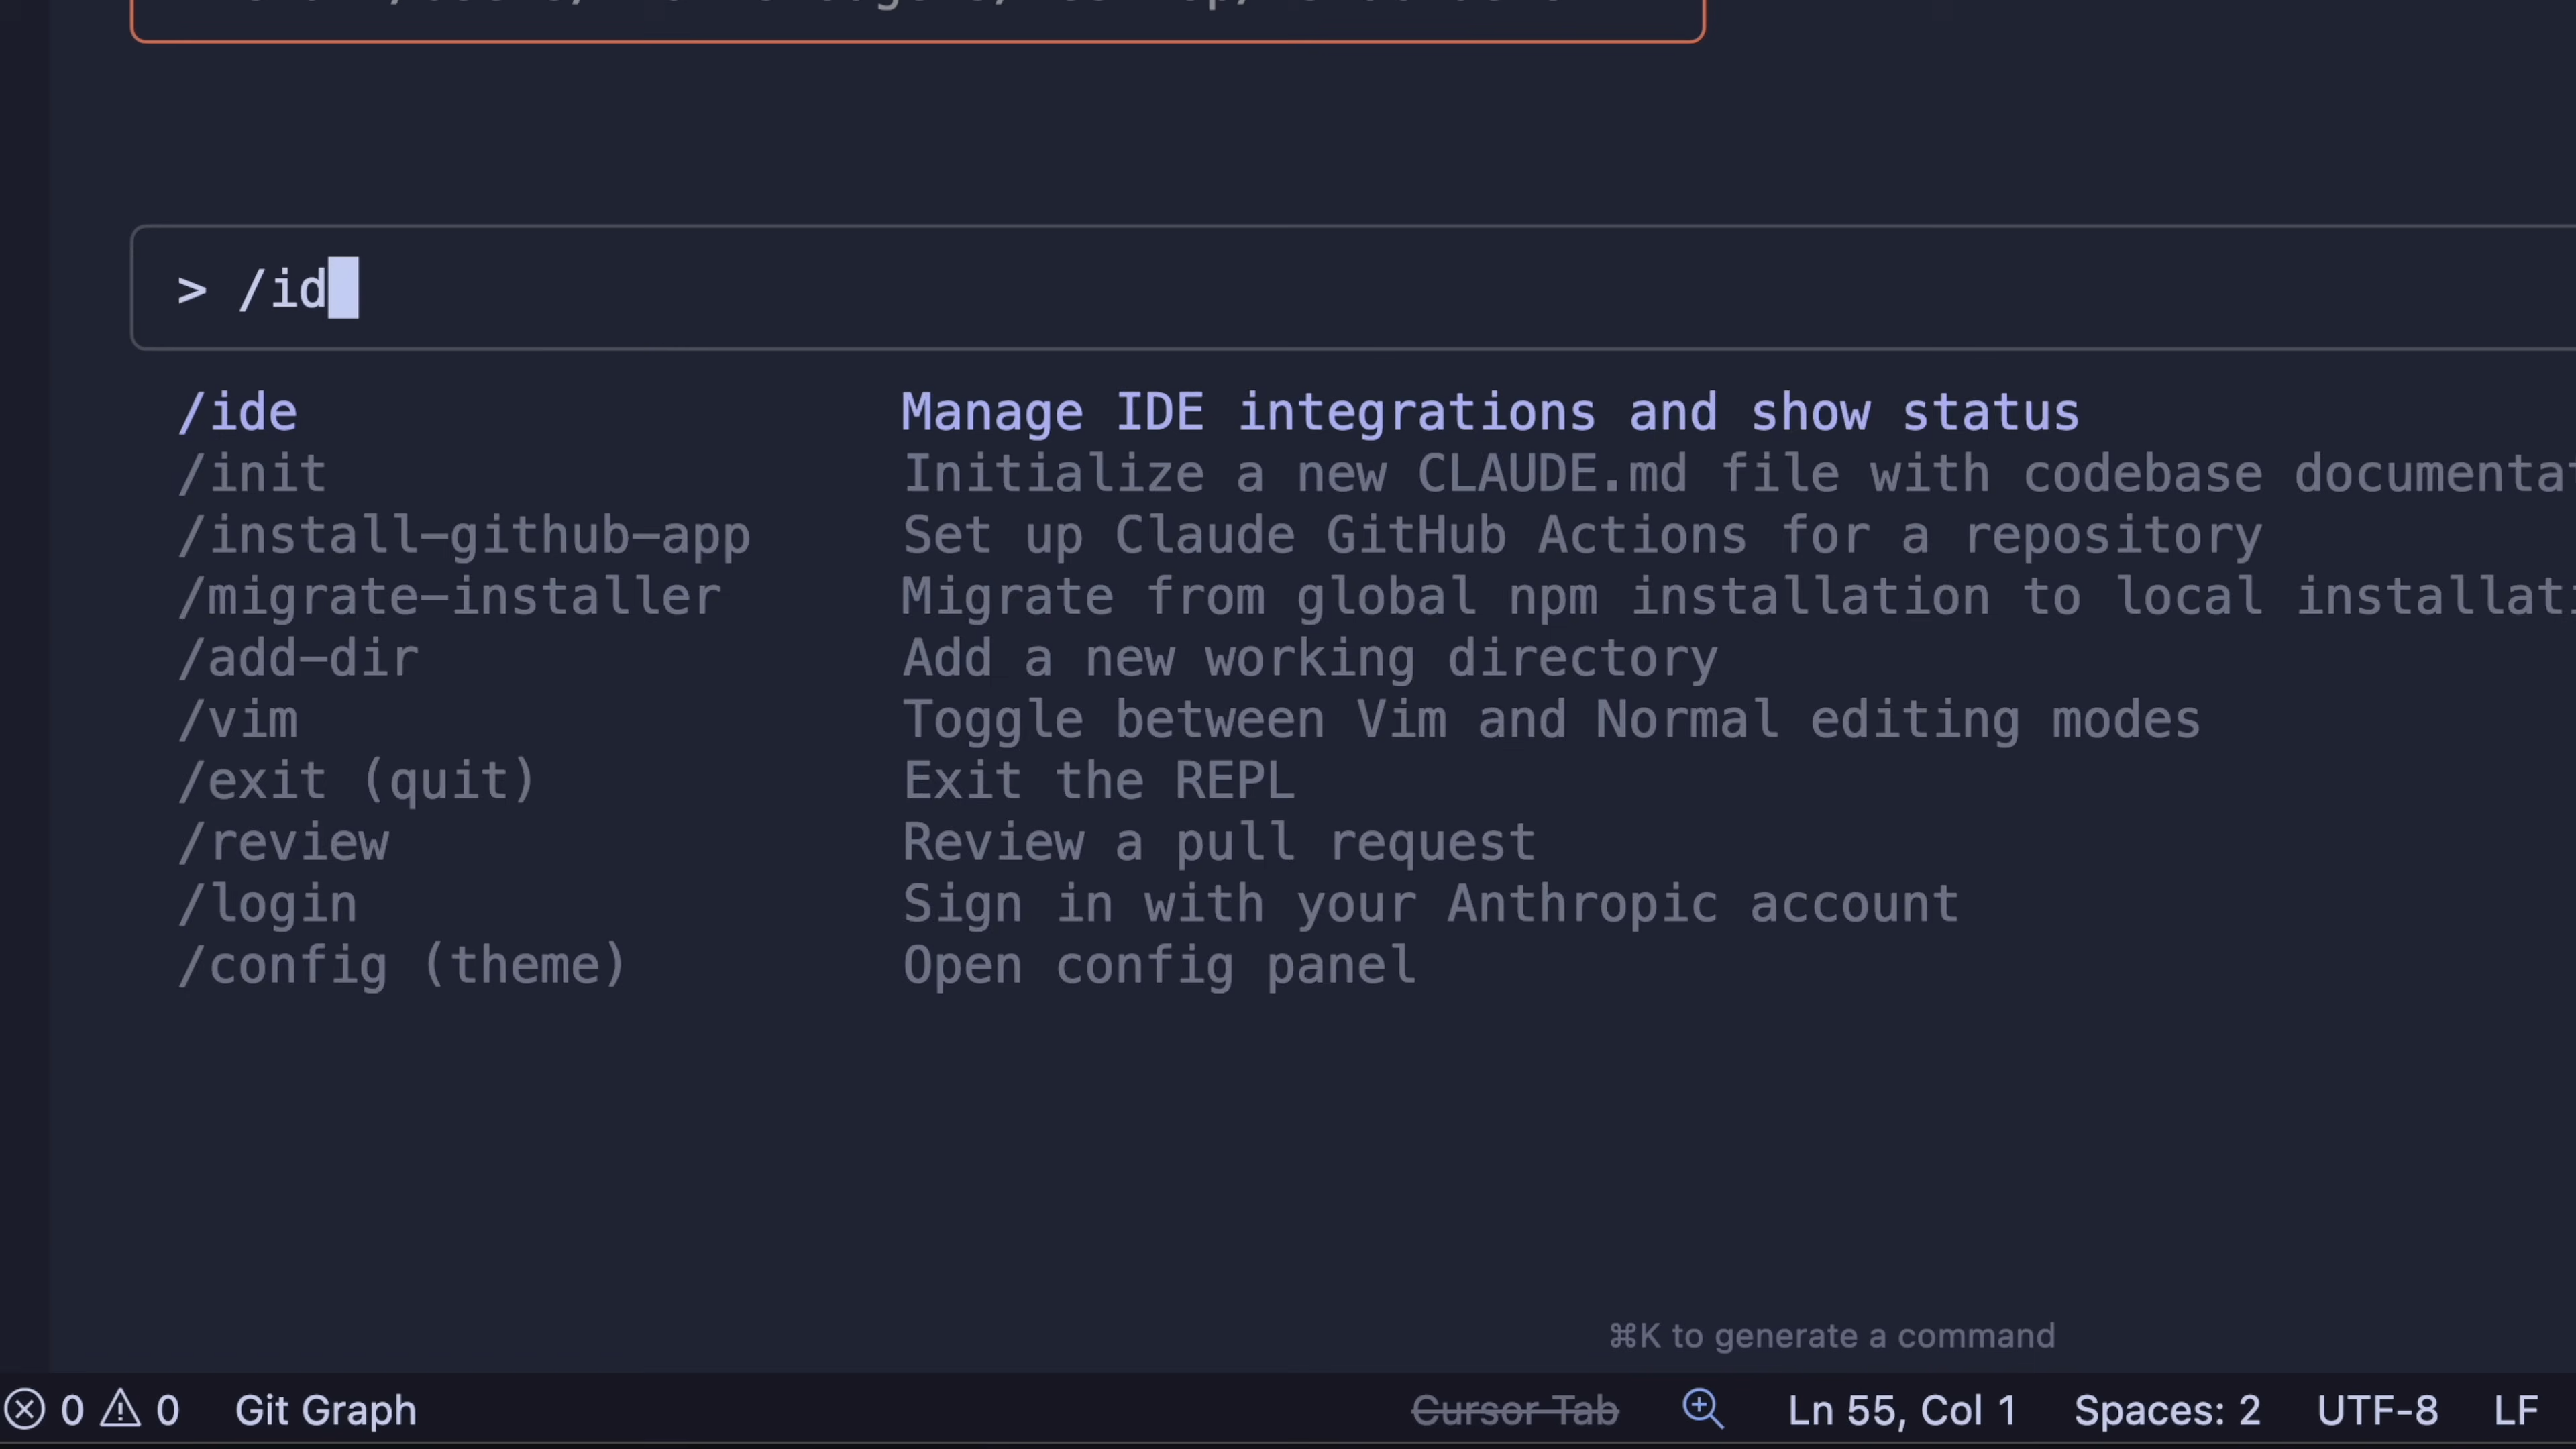 > /id
/ide Manage IDE integrations and show status
/init Initialize a new CLAUDE.md file with codebase documentat
/install-github-app Set up Claude GitHub Actions for a repository
/migrate-installer Migrate from global npm installation to local installati
/add-dir Add a new working directory
/vim Toggle between Vim and Normal editing modes
/exit (quit) Exit the REPL
/review Review a pull request
/login Sign in with your Anthropic account
/config (theme) Open config panel
⌘K to generate a command
0 0 Git Graph Cursor Tab Ln 55, Col 1 Spaces: 2 UTF-8 LF